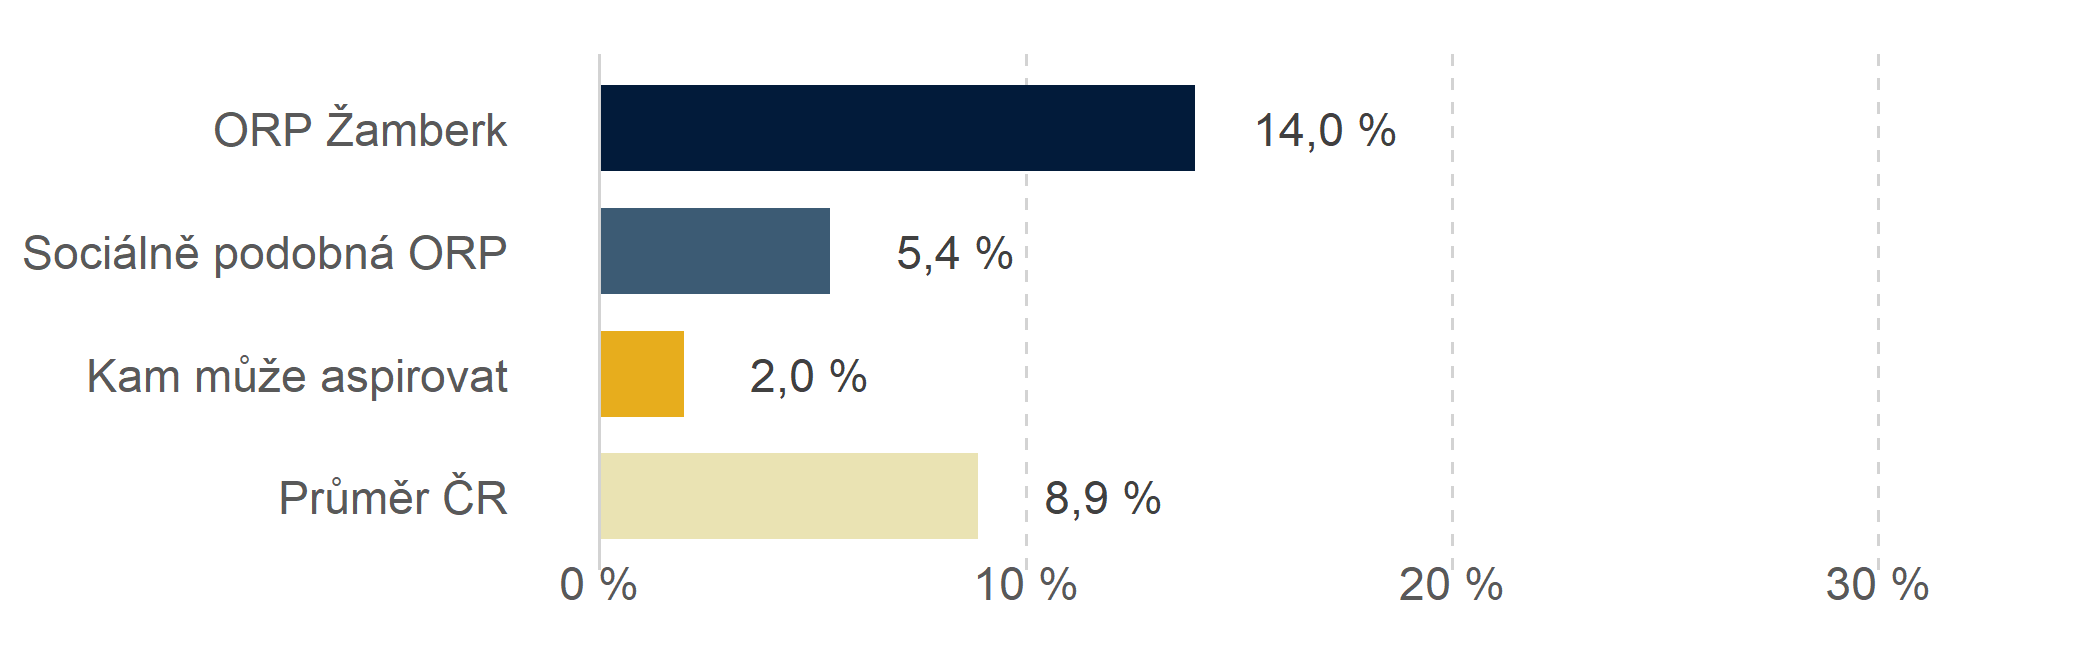 ORP Žamberk
14,0 %
Sociálně podobná ORP
5,4 %
Kam může aspirovat
2,0 %
Průměr ČR
8,9 %
0 %
10 %
20 %
30 %